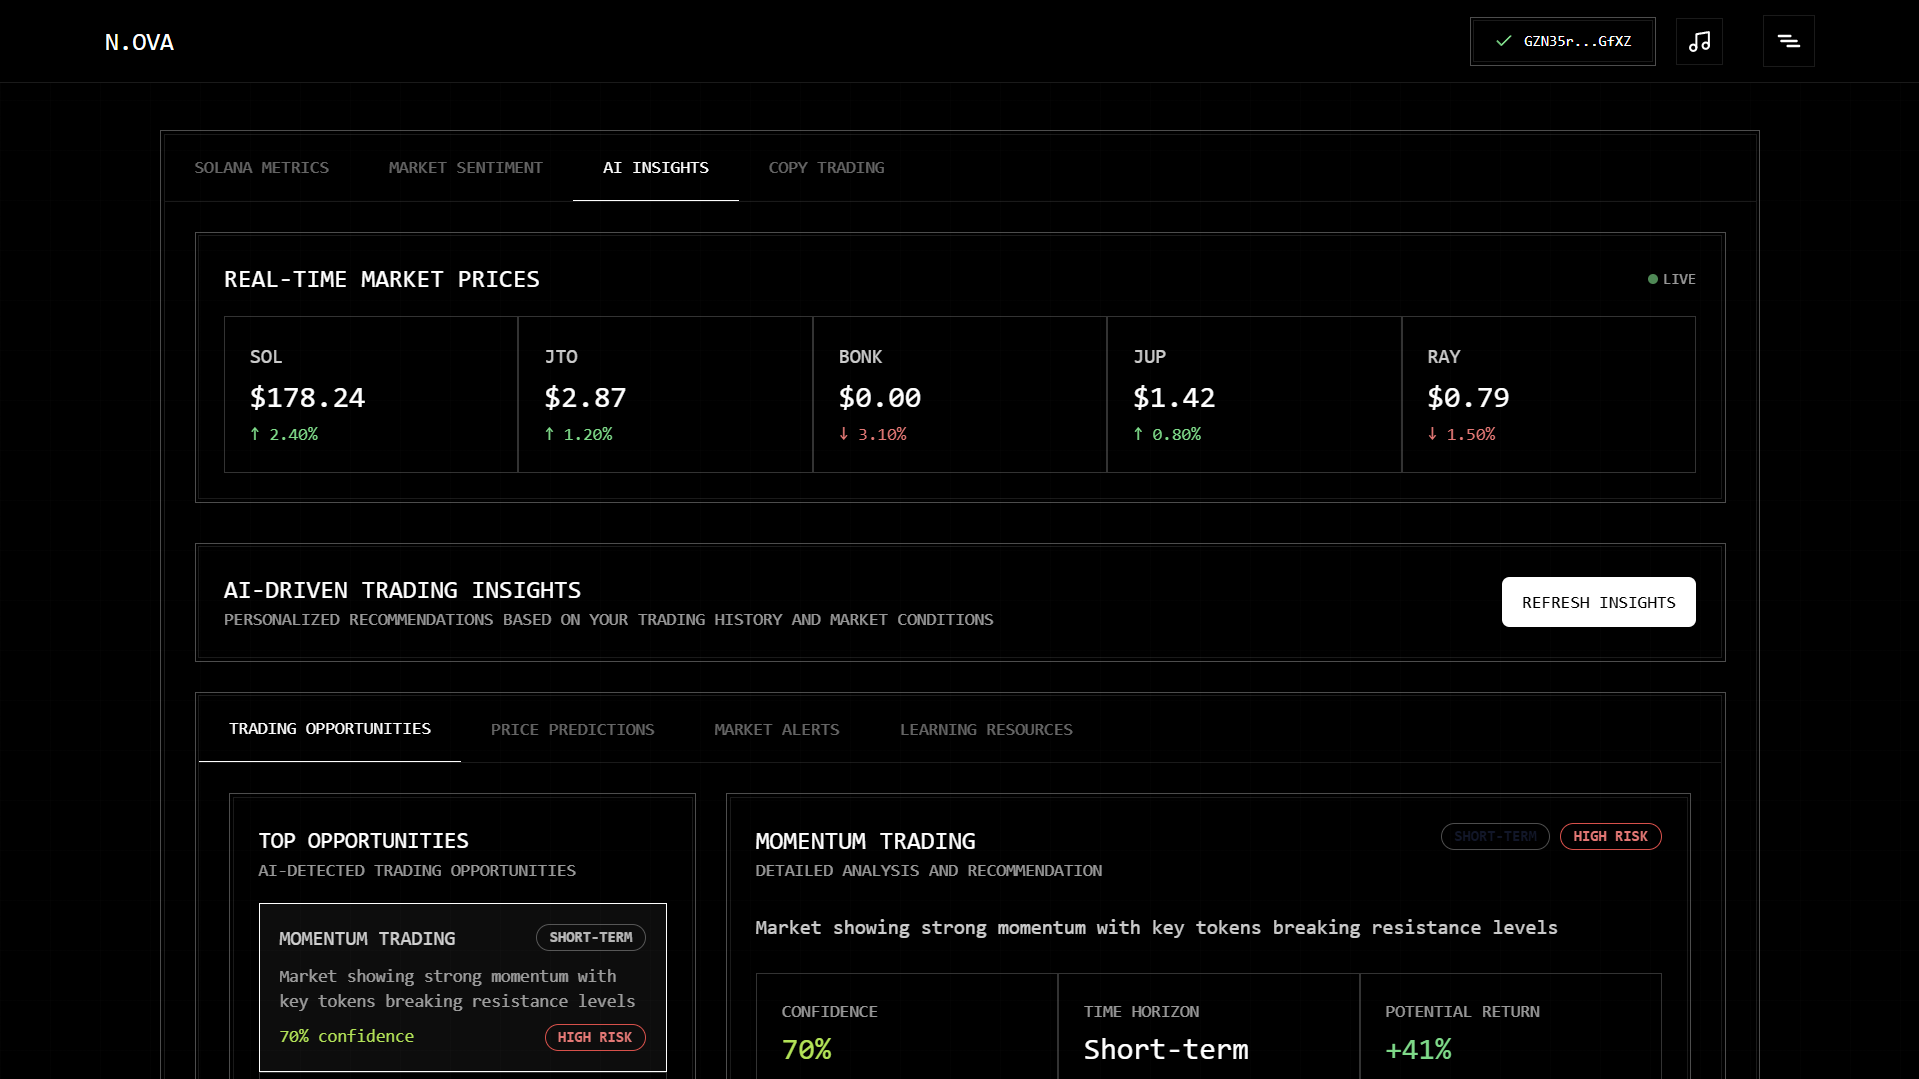 N.OVA
GZN35r...GfXZ
SOLANA METRICS
MARKET SENTIMENT
AI INSIGHTS
COPY TRADING
REAL-TIME MARKET PRICES
LIVE
SOL
$178.24
↑ 2.40%
JTO
$2.87
↑ 1.20%
BONK
$0.00
↓ 3.10%
JUP
$1.42
↑ 0.80%
RAY
$0.79
↓ 1.50%
AI-DRIVEN TRADING INSIGHTS
PERSONALIZED RECOMMENDATIONS BASED ON YOUR TRADING HISTORY AND MARKET CONDITIONS
REFRESH INSIGHTS
TRADING OPPORTUNITIES
PRICE PREDICTIONS
MARKET ALERTS
LEARNING RESOURCES
TOP OPPORTUNITIES
AI-DETECTED TRADING OPPORTUNITIES
MOMENTUM TRADING
SHORT-TERM
Market showing strong momentum with
key tokens breaking resistance levels
70% confidence
HIGH RISK
MOMENTUM TRADING
SHORT-TERM
HIGH RISK
DETAILED ANALYSIS AND RECOMMENDATION
Market showing strong momentum with key tokens breaking resistance levels
CONFIDENCE
70%
TIME HORIZON
Short-term
POTENTIAL RETURN
+41%